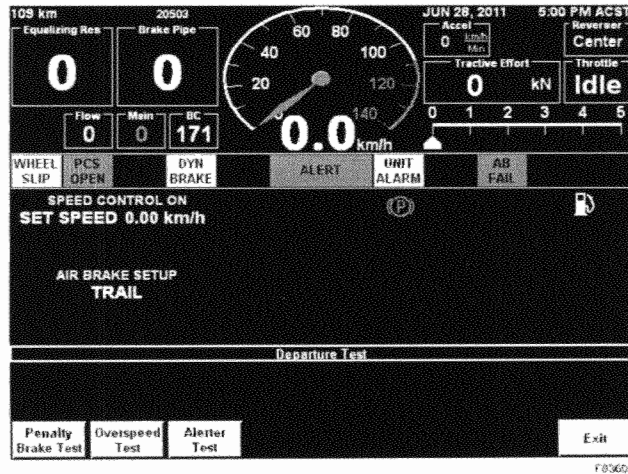 109 km 20503 JUN 28, 2011 5:00 PM ACST
Equalizing Res Brake Pipe Accel Reverser
0 0 0 km/h Min Center
20 40 60 80 100 120 140
Tractive Effort Throttle
0 kN Idle
Flow Main BC
0 0 171
0.0 km/h
0 1 2 3 4 5
WHEEL SLIP PCS OPEN DYN BRAKE ALERT UNIT ALARM AB FAIL
SPEED CONTROL ON (P)
SET SPEED 0.00 km/h
AIR BRAKE SETUP
TRAIL
Departure Test
Penalty Brake Test Overspeed Test Alerter Test Exit